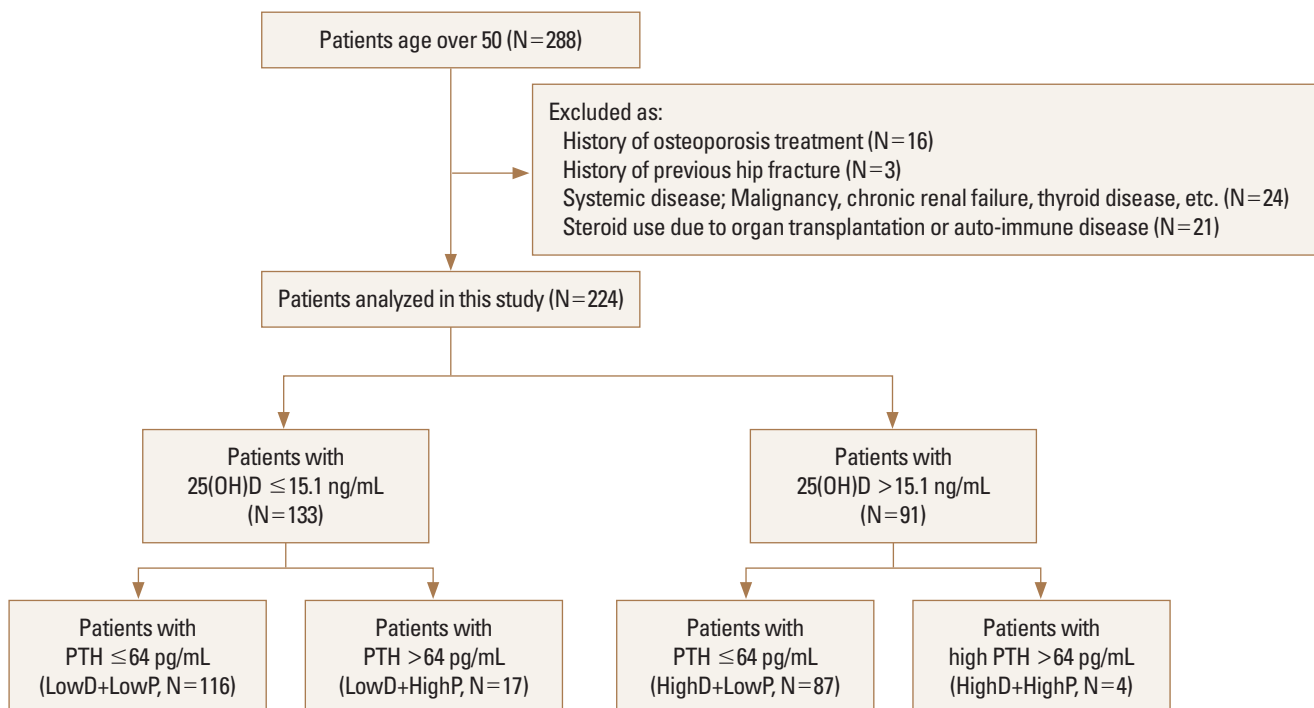 Patients age over 50 (N=288)
Excluded as:
History of osteoporosis treatment (N=16)
History of previous hip fracture (N=3)
Systemic disease; Malignancy, chronic renal failure, thyroid disease, etc. (N=24)
Steroid use due to organ transplantation or auto-immune disease (N=21)
Patients analyzed in this study (N=224)
Patients with
25(OH)D ≤15.1 ng/mL
(N=133)
Patients with
25(OH)D >15.1 ng/mL
(N=91)
Patients with
PTH ≤64 pg/mL
(LowD+LowP, N=116)
Patients with
PTH >64 pg/mL
(LowD+HighP, N=17)
Patients with
PTH ≤64 pg/mL
(HighD+LowP, N=87)
Patients with
high PTH >64 pg/mL
(HighD+HighP, N=4)